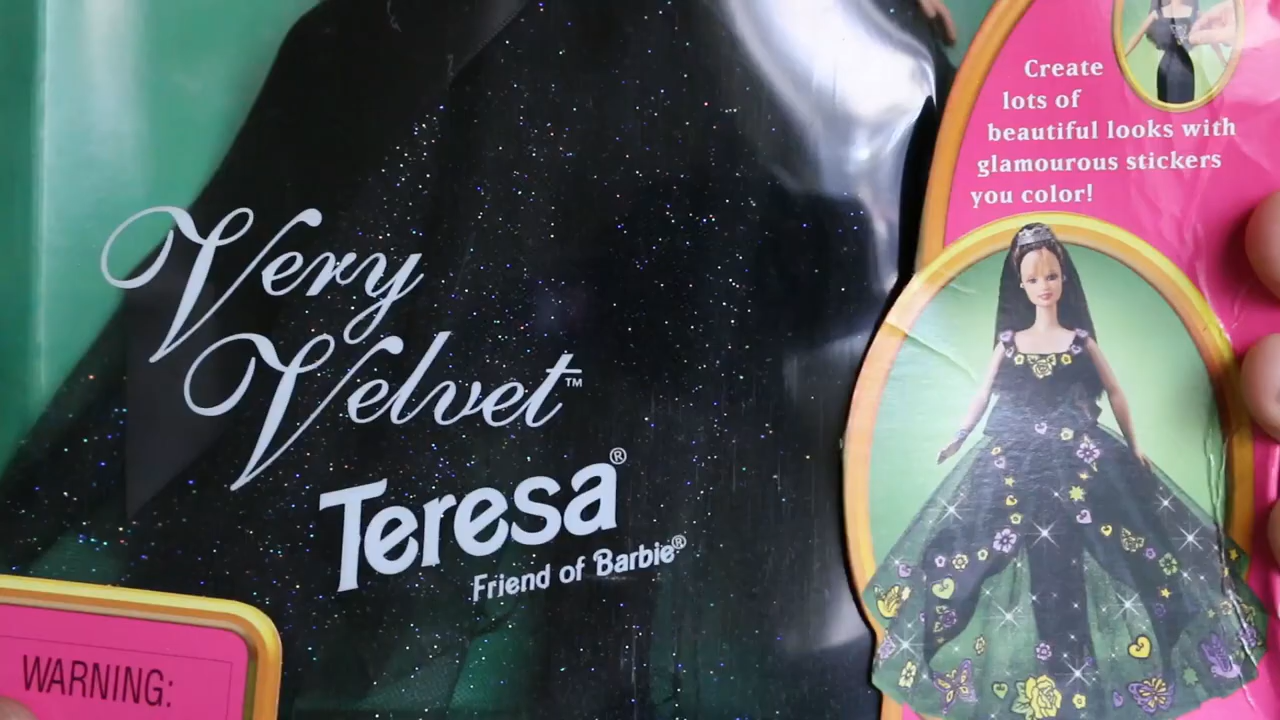 Create
lots of
beautiful looks with
glamourous stickers
you color!
Very
Velvet™
Teresa®
Friend of Barbie®
WARNING: